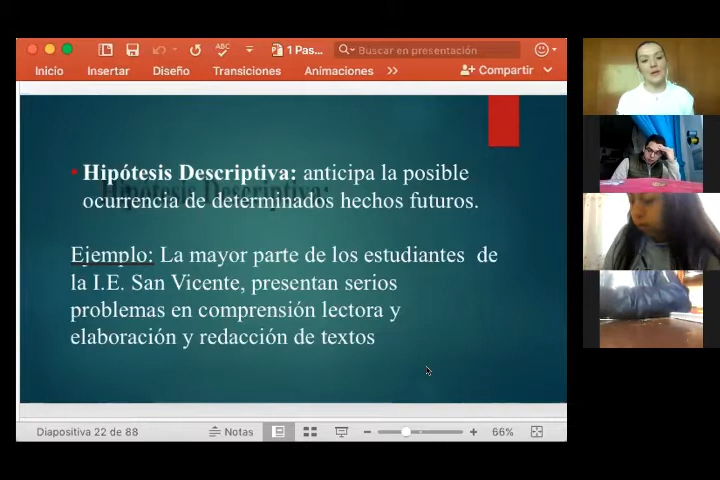 ABC
1 Pas...
Buscar en presentación
Inicio
Insertar
Diseño
Transiciones
Animaciones
Compartir
Hipótesis Descriptiva: anticipa la posible
ocurrencia de determinados hechos futuros.
Ejemplo: La mayor parte de los estudiantes de
la I.E. San Vicente, presentan serios
problemas en comprensión lectora y
elaboración y redacción de textos
Diapositiva 22 de 88
Notas
66%